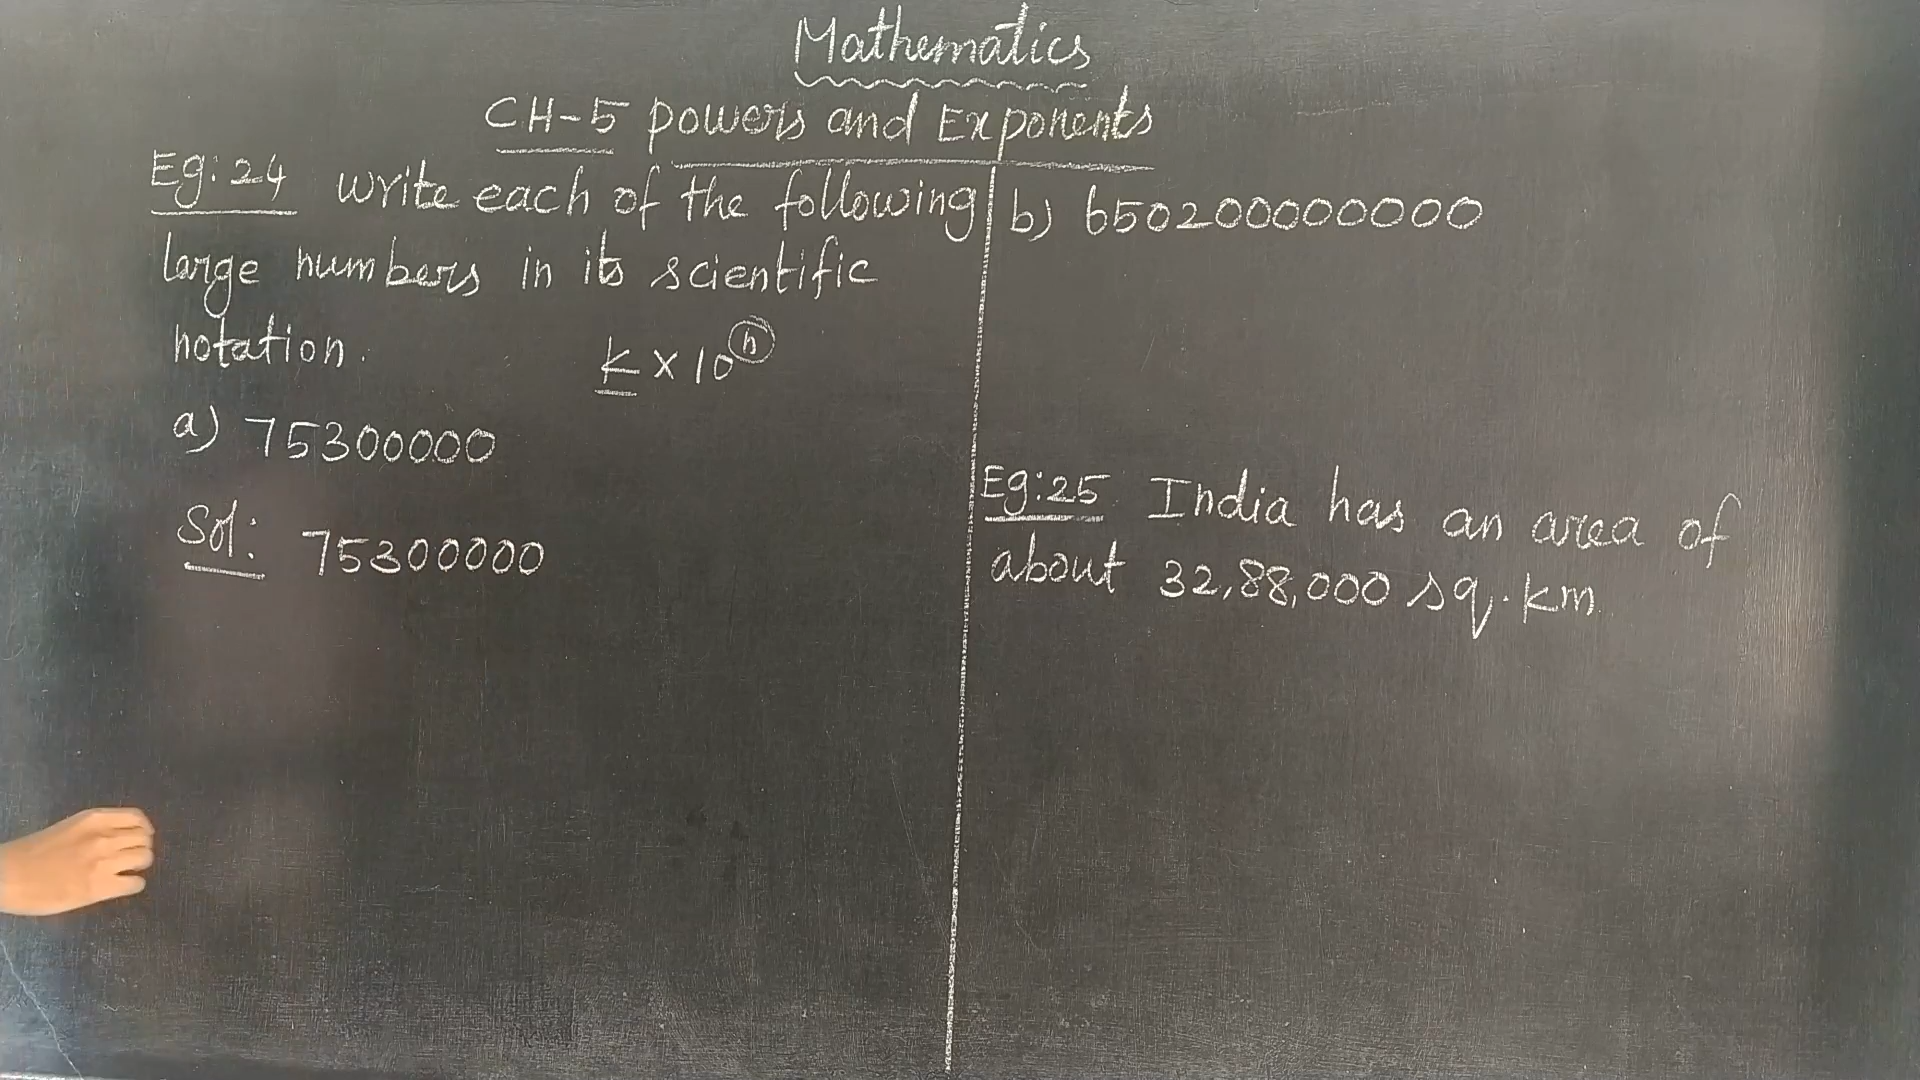 Mathematics
CH-5 Powers and Exponents
Eg:24 Write each of the following
large numbers in its scientific
notation.
k × 10ⁿ
a) 75300000
Sol: 75300000
b) 650200000000
Eg:25 India has an area of
about 32,88,000 sq.km.